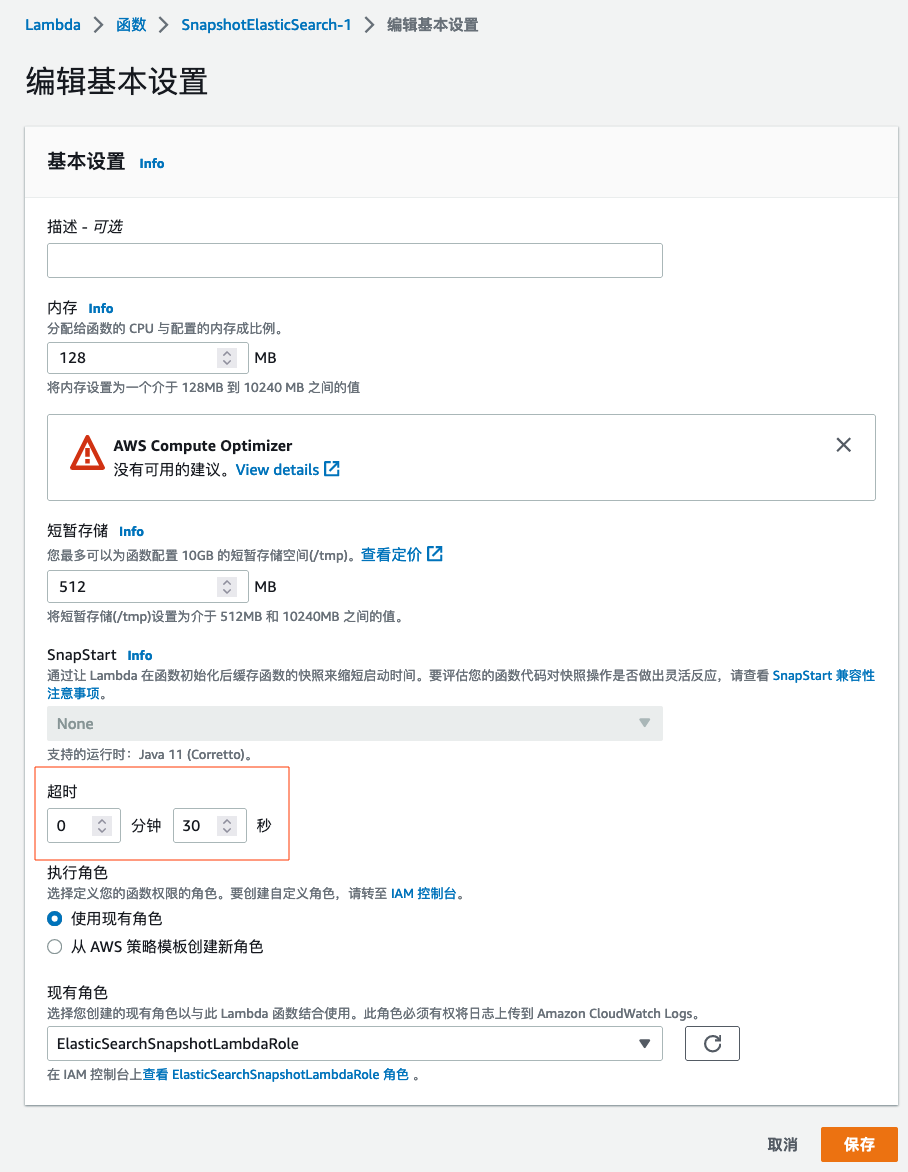 Lambda > 函数 > SnapshotElasticSearch-1 > 编辑基本设置
编辑基本设置
基本设置 Info
描述 - 可选
内存 Info
分配给函数的 CPU 与配置的内存成比例。
128 MB
将内存设置为一个介于 128MB 到 10240 MB 之间的值
AWS Compute Optimizer
没有可用的建议。View details
短暂存储 Info
您最多可以为函数配置 10GB 的短暂存储空间(/tmp)。查看定价
512 MB
将短暂存储(/tmp)设置为介于 512MB 和 10240MB 之间的值。
SnapStart Info
通过让 Lambda 在函数初始化后缓存函数的快照来缩短启动时间。要评估您的函数代码对快照操作是否做出灵活反应，请查看 SnapStart 兼容性
注意事项。
None
支持的运行时：Java 11 (Corretto)。
超时
0 分钟 30 秒
执行角色
选择定义您的函数权限的角色。要创建自定义角色，请转至 IAM 控制台。
使用现有角色
从 AWS 策略模板创建新角色
现有角色
选择您创建的现有角色以与此 Lambda 函数结合使用。此角色必须有权将日志上传到 Amazon CloudWatch Logs。
ElasticSearchSnapshotLambdaRole
在 IAM 控制台上查看 ElasticSearchSnapshotLambdaRole 角色 。
取消 保存